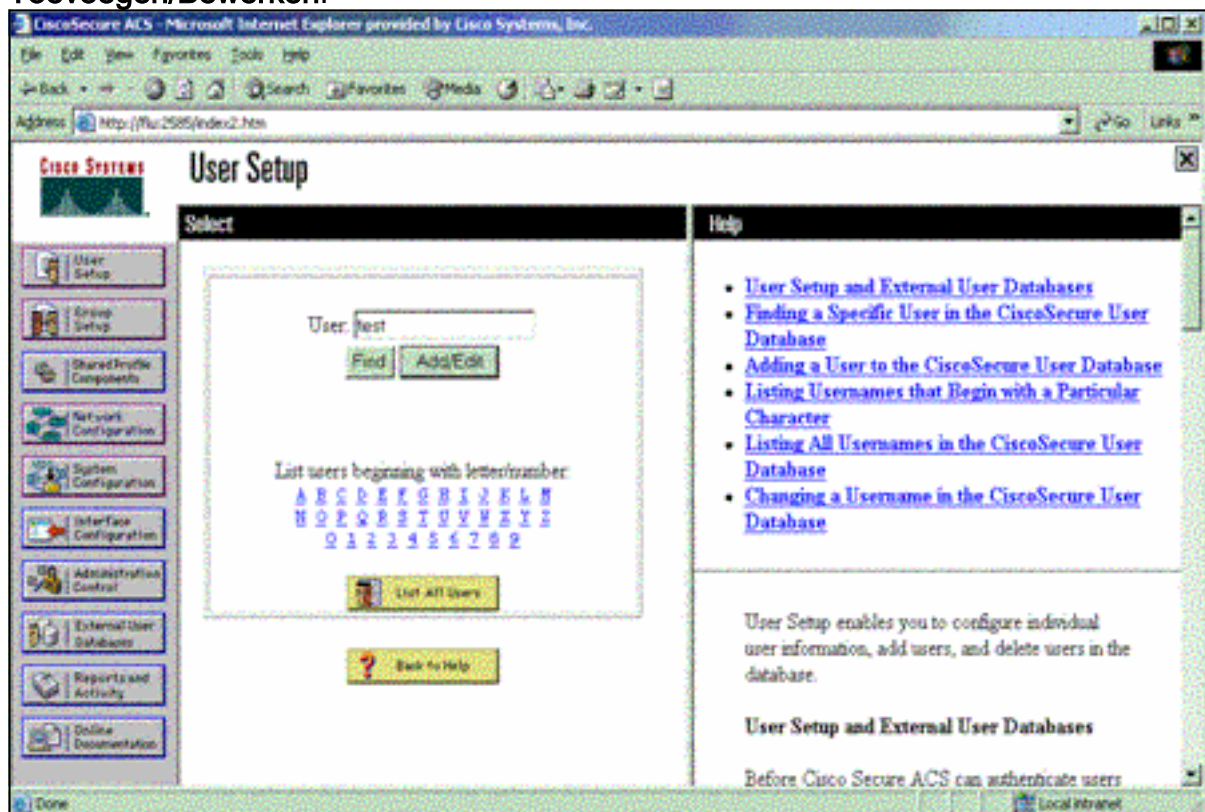 Toevoegen/Bewerken.
CiscoSecure ACS - Microsoft Internet Explorer provided by Cisco Systems, Inc.
File Edit View Favorites Tools Help
Back Search Favorites Media
Address http://flur:2585/index2.htm Go Links »
CISCO SYSTEMS
User Setup
User Setup
Group Setup
Shared Profile Components
Network Configuration
System Configuration
Interface Configuration
Administration Control
External User Databases
Reports and Activity
Online Documentation
Select
User: test
Find Add/Edit
List users beginning with letter/number:
A B C D E F G H I J K L M
N O P Q R S T U V W X Y Z
0 1 2 3 4 5 6 7 8 9
List All Users
Back to Help
Help
• User Setup and External User Databases
• Finding a Specific User in the CiscoSecure User
Database
• Adding a User to the CiscoSecure User Database
• Listing Usernames that Begin with a Particular
Character
• Listing All Usernames in the CiscoSecure User
Database
• Changing a Username in the CiscoSecure User
Database
User Setup enables you to configure individual
user information, add users, and delete users in the
database.
User Setup and External User Databases
Before Cisco Secure ACS can authenticate users
Done
Local intranet